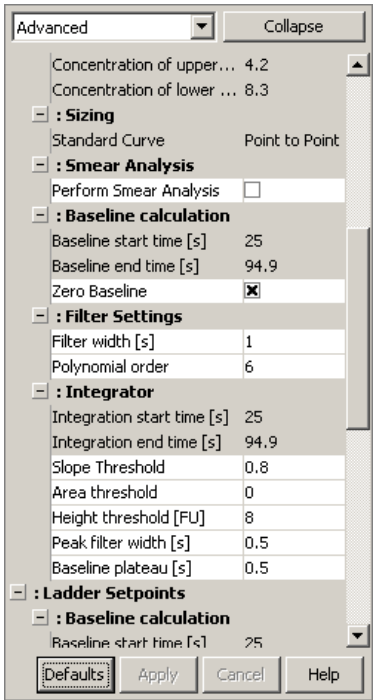 Advanced Collapse
Concentration of upper... 4.2
Concentration of lower ... 8.3
: Sizing
Standard Curve Point to Point
: Smear Analysis
Perform Smear Analysis
: Baseline calculation
Baseline start time [s] 25
Baseline end time [s] 94.9
Zero Baseline
: Filter Settings
Filter width [s] 1
Polynomial order 6
: Integrator
Integration start time [s] 25
Integration end time [s] 94.9
Slope Threshold 0.8
Area threshold 0
Height threshold [FU] 8
Peak filter width [s] 0.5
Baseline plateau [s] 0.5
: Ladder Setpoints
: Baseline calculation
Baseline start time [s] 25
Defaults Apply Cancel Help